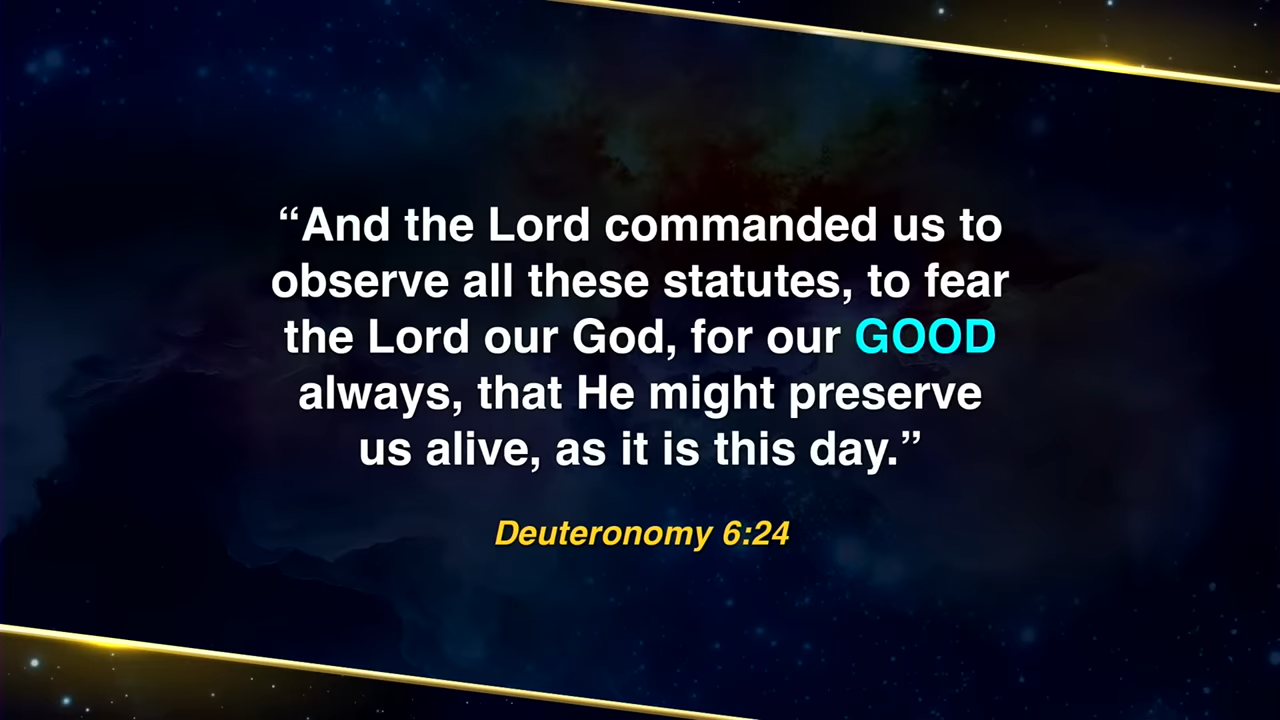 “And the Lord commanded us to
observe all these statutes, to fear
the Lord our God, for our GOOD
always, that He might preserve
us alive, as it is this day.”
Deuteronomy 6:24